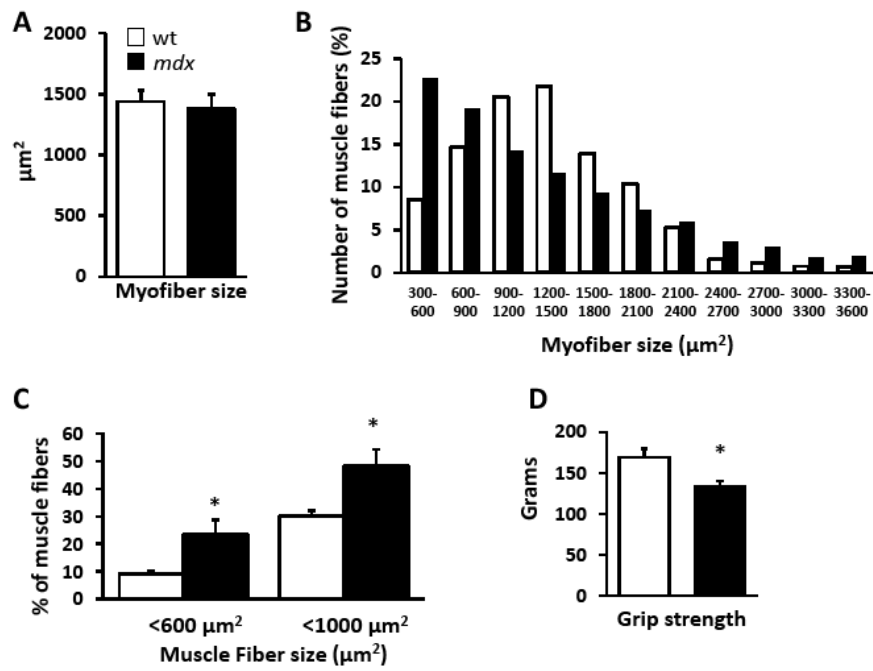 A
2000
1500
1000
500
0
µm²
wt
mdx
Myofiber size
B
Number of muscle fibers (%)
25
20
15
10
5
0
300-600
600-900
900-1200
1200-1500
1500-1800
1800-2100
2100-2400
2400-2700
2700-3000
3000-3300
3300-3600
Myofiber size (µm²)
C
% of muscle fibers
60
50
40
30
20
10
0
*
*
<600 µm²
<1000 µm²
Muscle Fiber size (µm²)
D
Grams
200
150
100
50
0
*
Grip strength